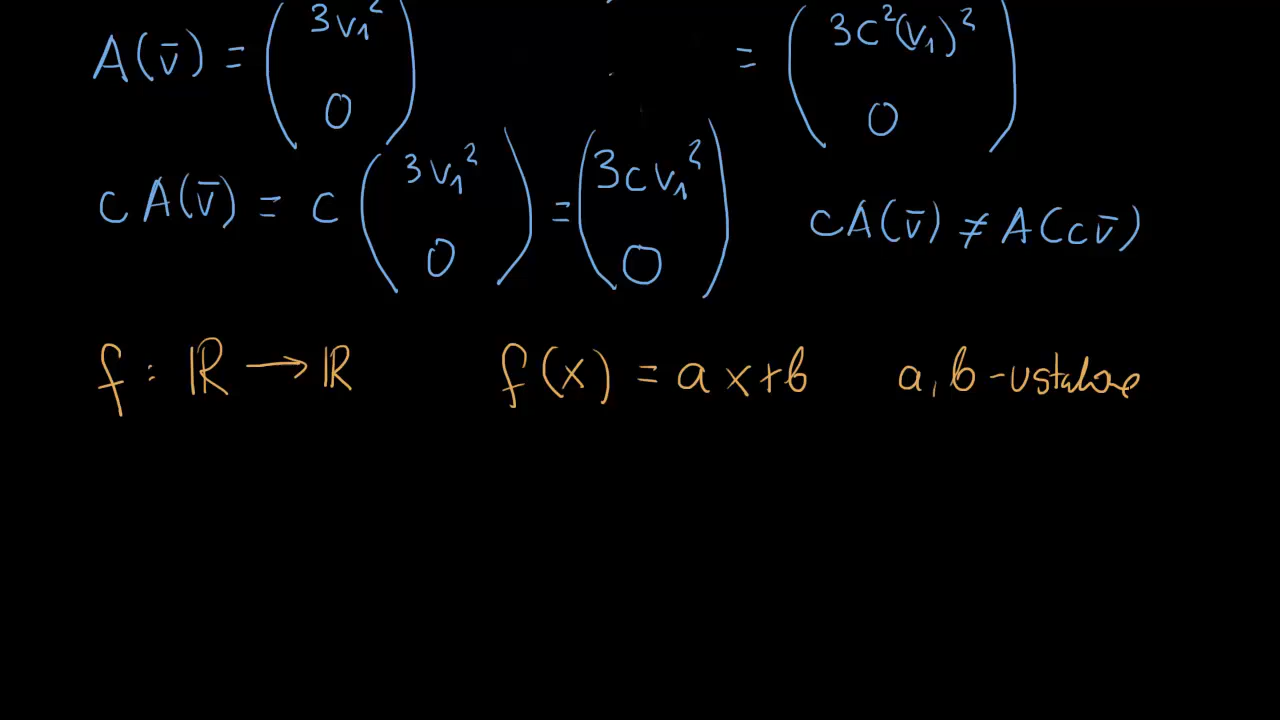 A(v̄) = (3v₁² 0) = (3c²(v₁)² 0)
cA(v̄) = c (3v₁² 0) = (3cv₁² 0) cA(v̄) ≠ A(cv̄)
f : ℝ → ℝ f(x) = ax+b a, b - ustalone